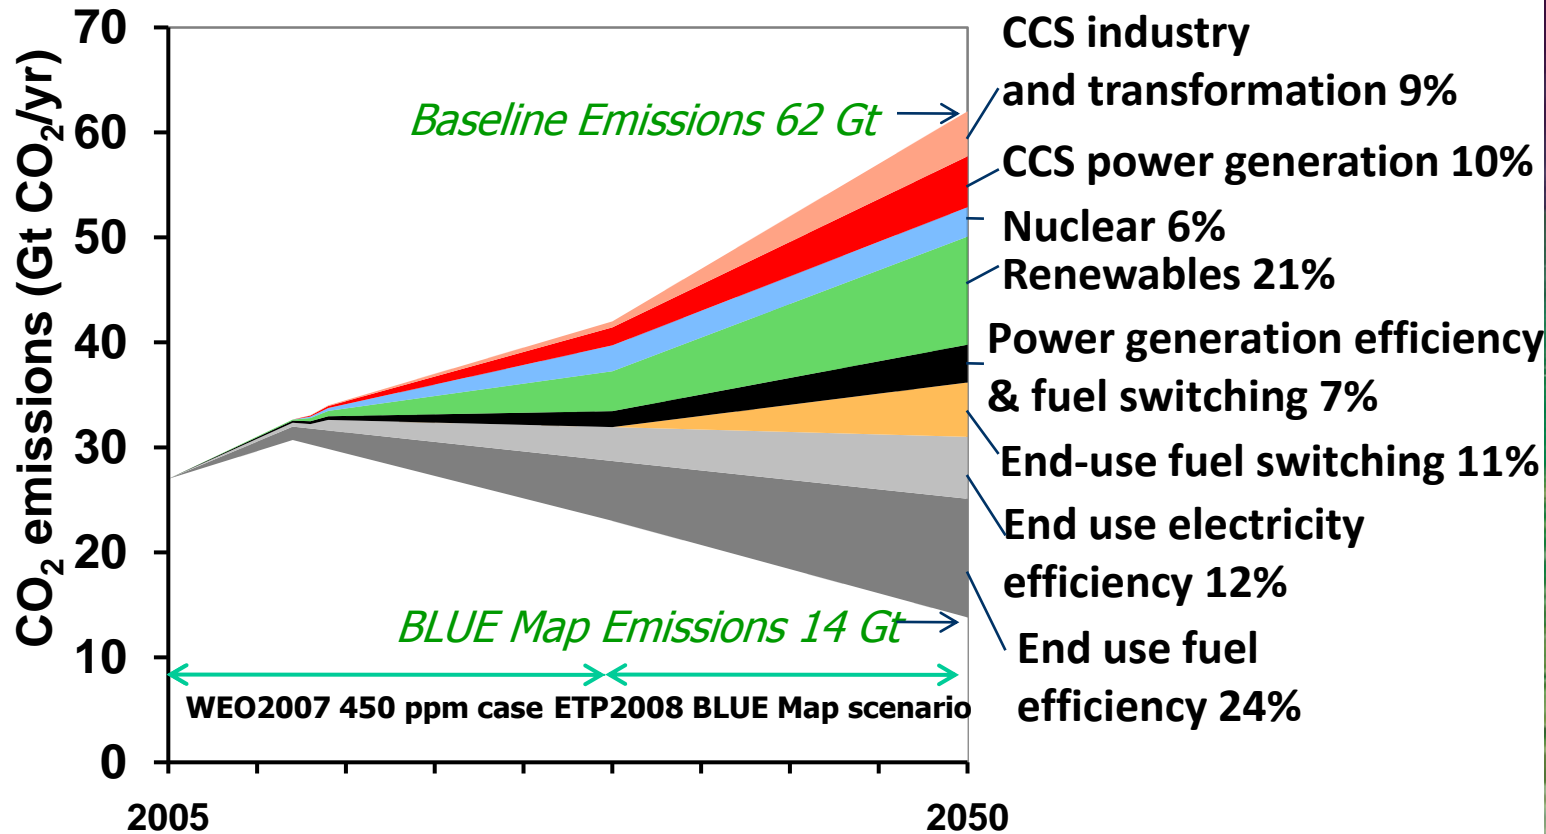 CO2 emissions (Gt CO2/yr)
70
60
50
40
30
20
10
0
2005
2050
Baseline Emissions 62 Gt
BLUE Map Emissions 14 Gt
WEO2007 450 ppm case ETP2008 BLUE Map scenario
CCS industry
and transformation 9%
CCS power generation 10%
Nuclear 6%
Renewables 21%
Power generation efficiency
& fuel switching 7%
End-use fuel switching 11%
End use electricity
efficiency 12%
End use fuel
efficiency 24%